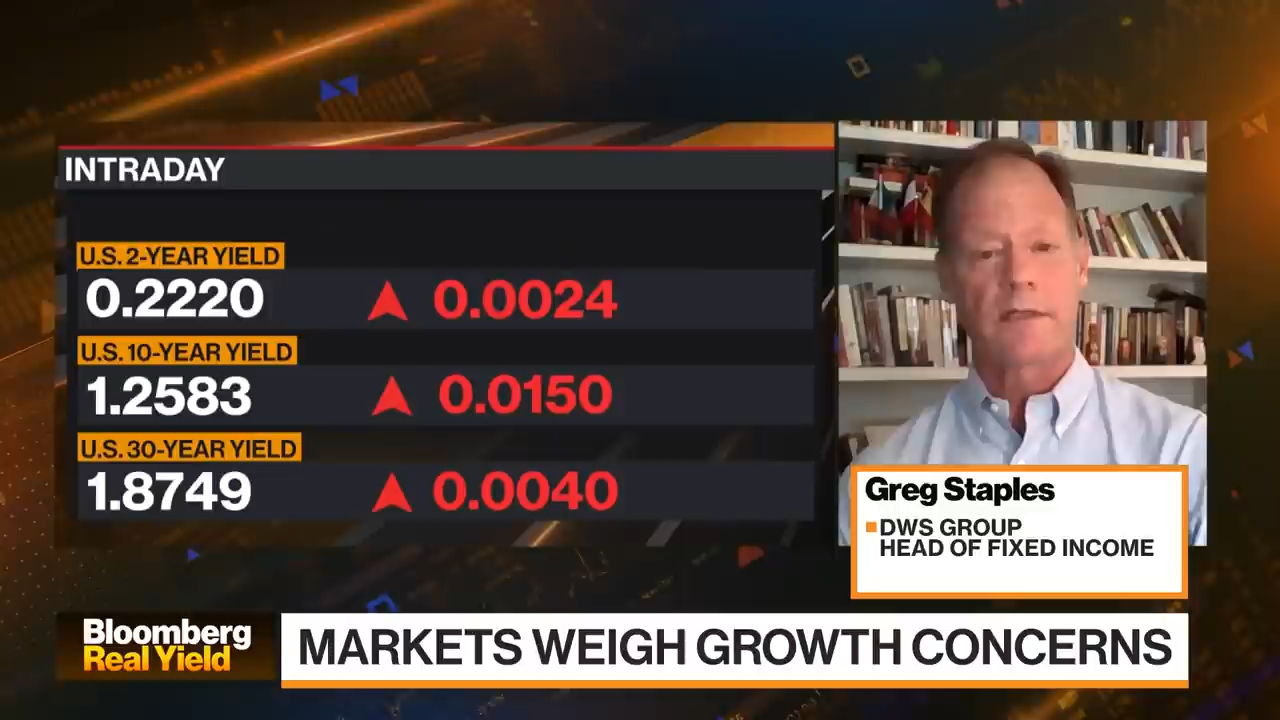 INTRADAY
U.S. 2-YEAR YIELD
0.2220 ▲ 0.0024
U.S. 10-YEAR YIELD
1.2583 ▲ 0.0150
U.S. 30-YEAR YIELD
1.8749 ▲ 0.0040
Greg Staples
DWS GROUP
HEAD OF FIXED INCOME
Bloomberg
Real Yield
MARKETS WEIGH GROWTH CONCERNS